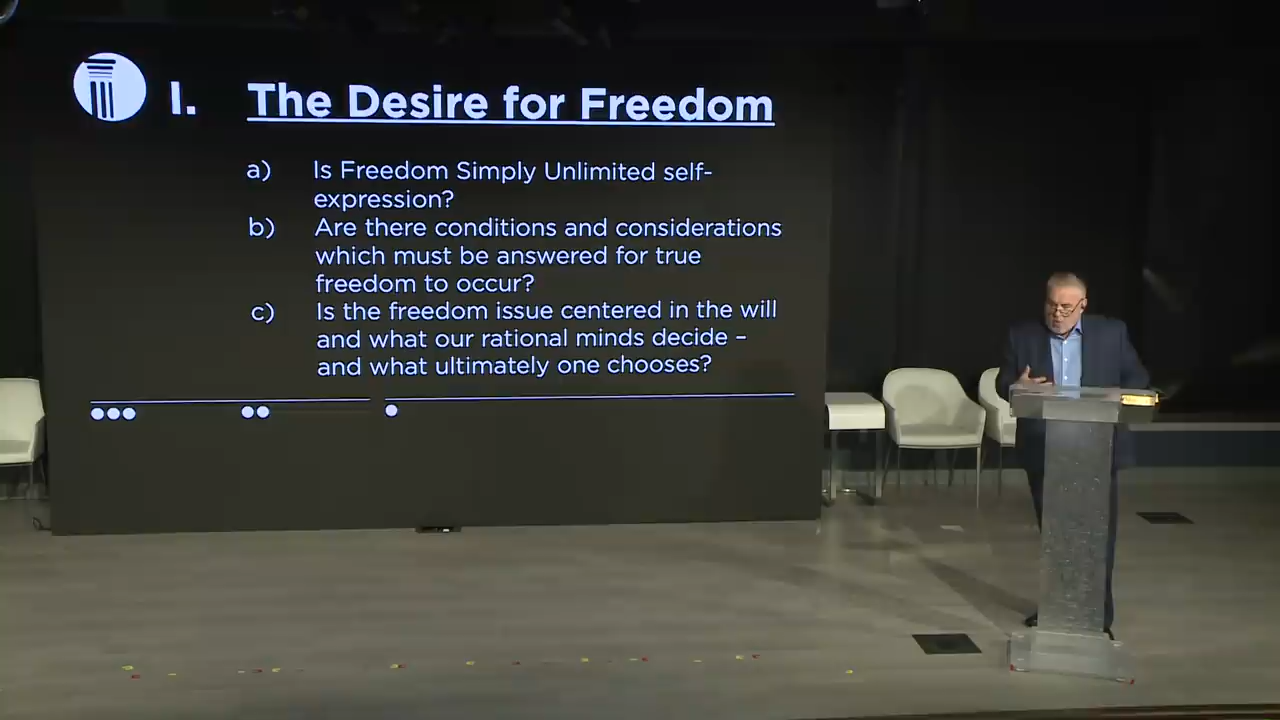 I. The Desire for Freedom
a) Is Freedom Simply Unlimited self-
expression?
b) Are there conditions and considerations
which must be answered for true
freedom to occur?
c) Is the freedom issue centered in the will
and what our rational minds decide –
and what ultimately one chooses?